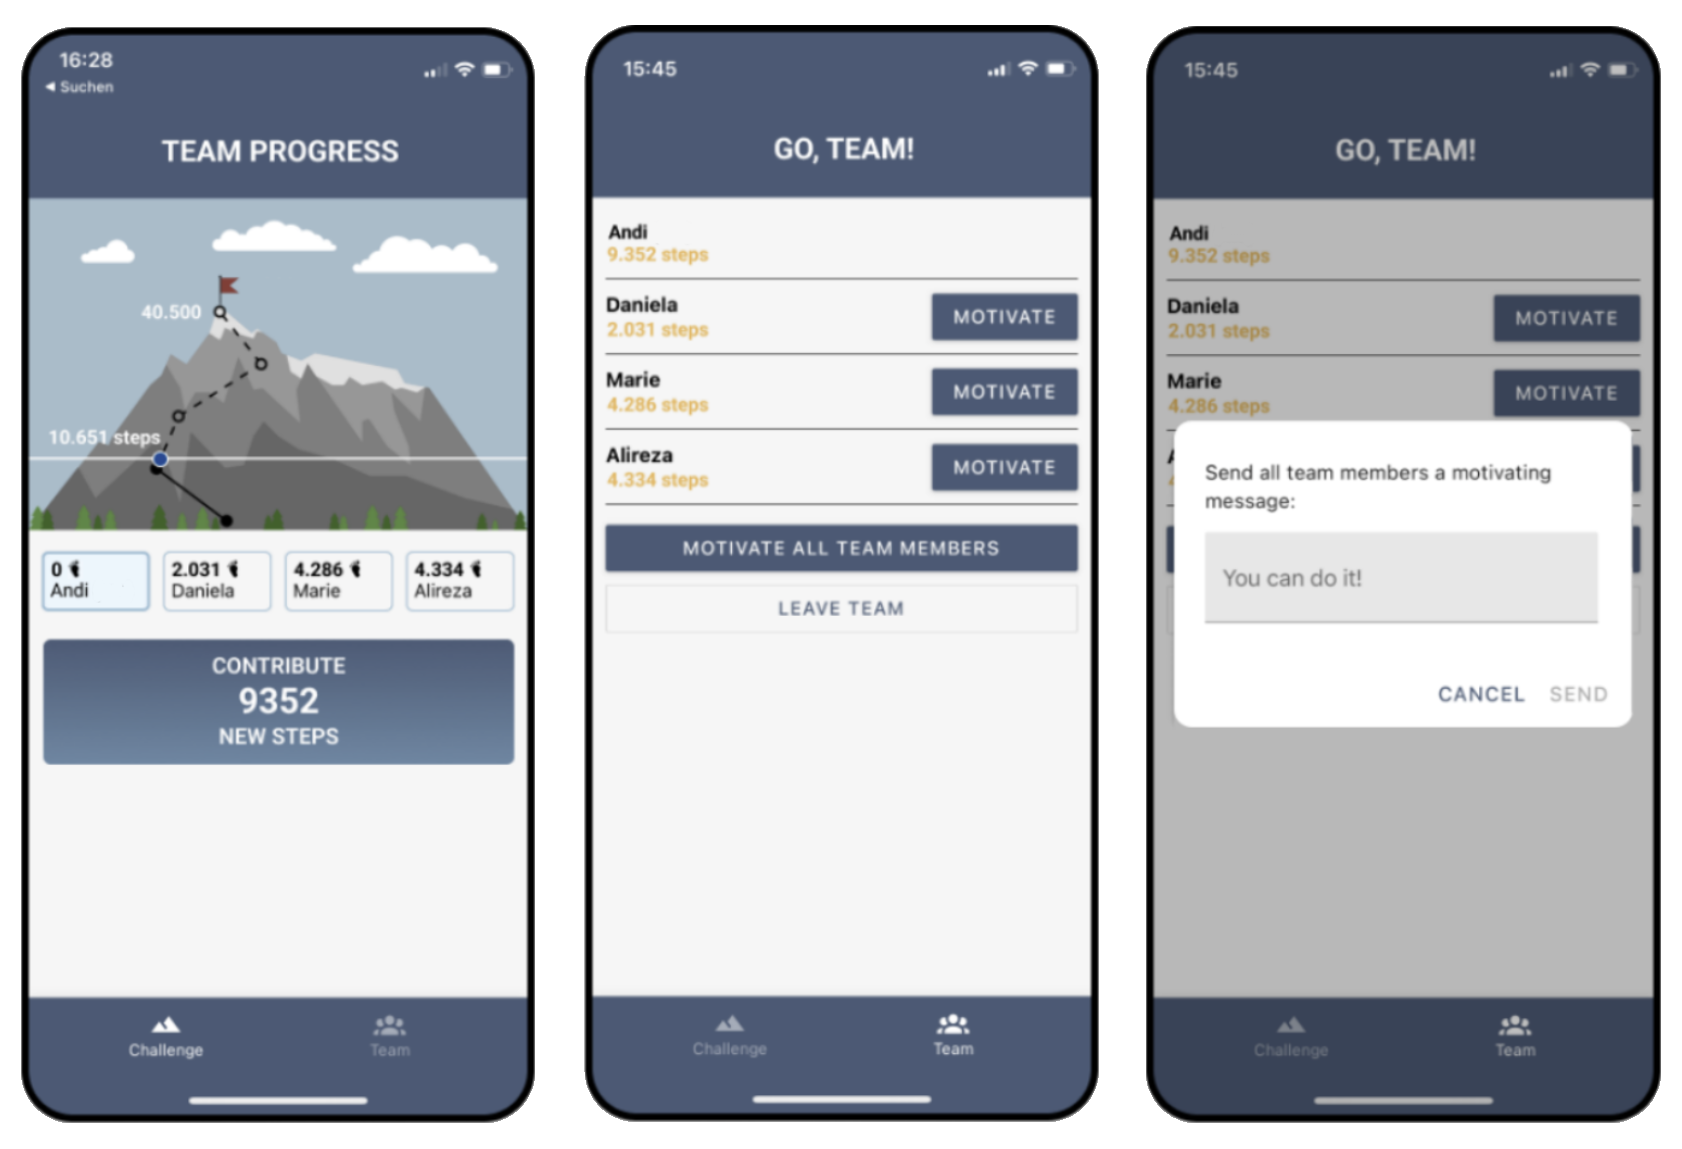 16:28
◀ Suchen
TEAM PROGRESS
40.500
10.651 steps
0
Andi
2.031
Daniela
4.286
Marie
4.334
Alireza
CONTRIBUTE
9352
NEW STEPS
Challenge
Team
15:45
GO, TEAM!
Andi
9.352 steps
Daniela
2.031 steps
MOTIVATE
Marie
4.286 steps
MOTIVATE
Alireza
4.334 steps
MOTIVATE
MOTIVATE ALL TEAM MEMBERS
LEAVE TEAM
Challenge
Team
15:45
GO, TEAM!
Andi
9.352 steps
Daniela
2.031 steps
MOTIVATE
Marie
4.286 steps
MOTIVATE
Send all team members a motivating
message:
You can do it!
CANCEL SEND
Challenge
Team